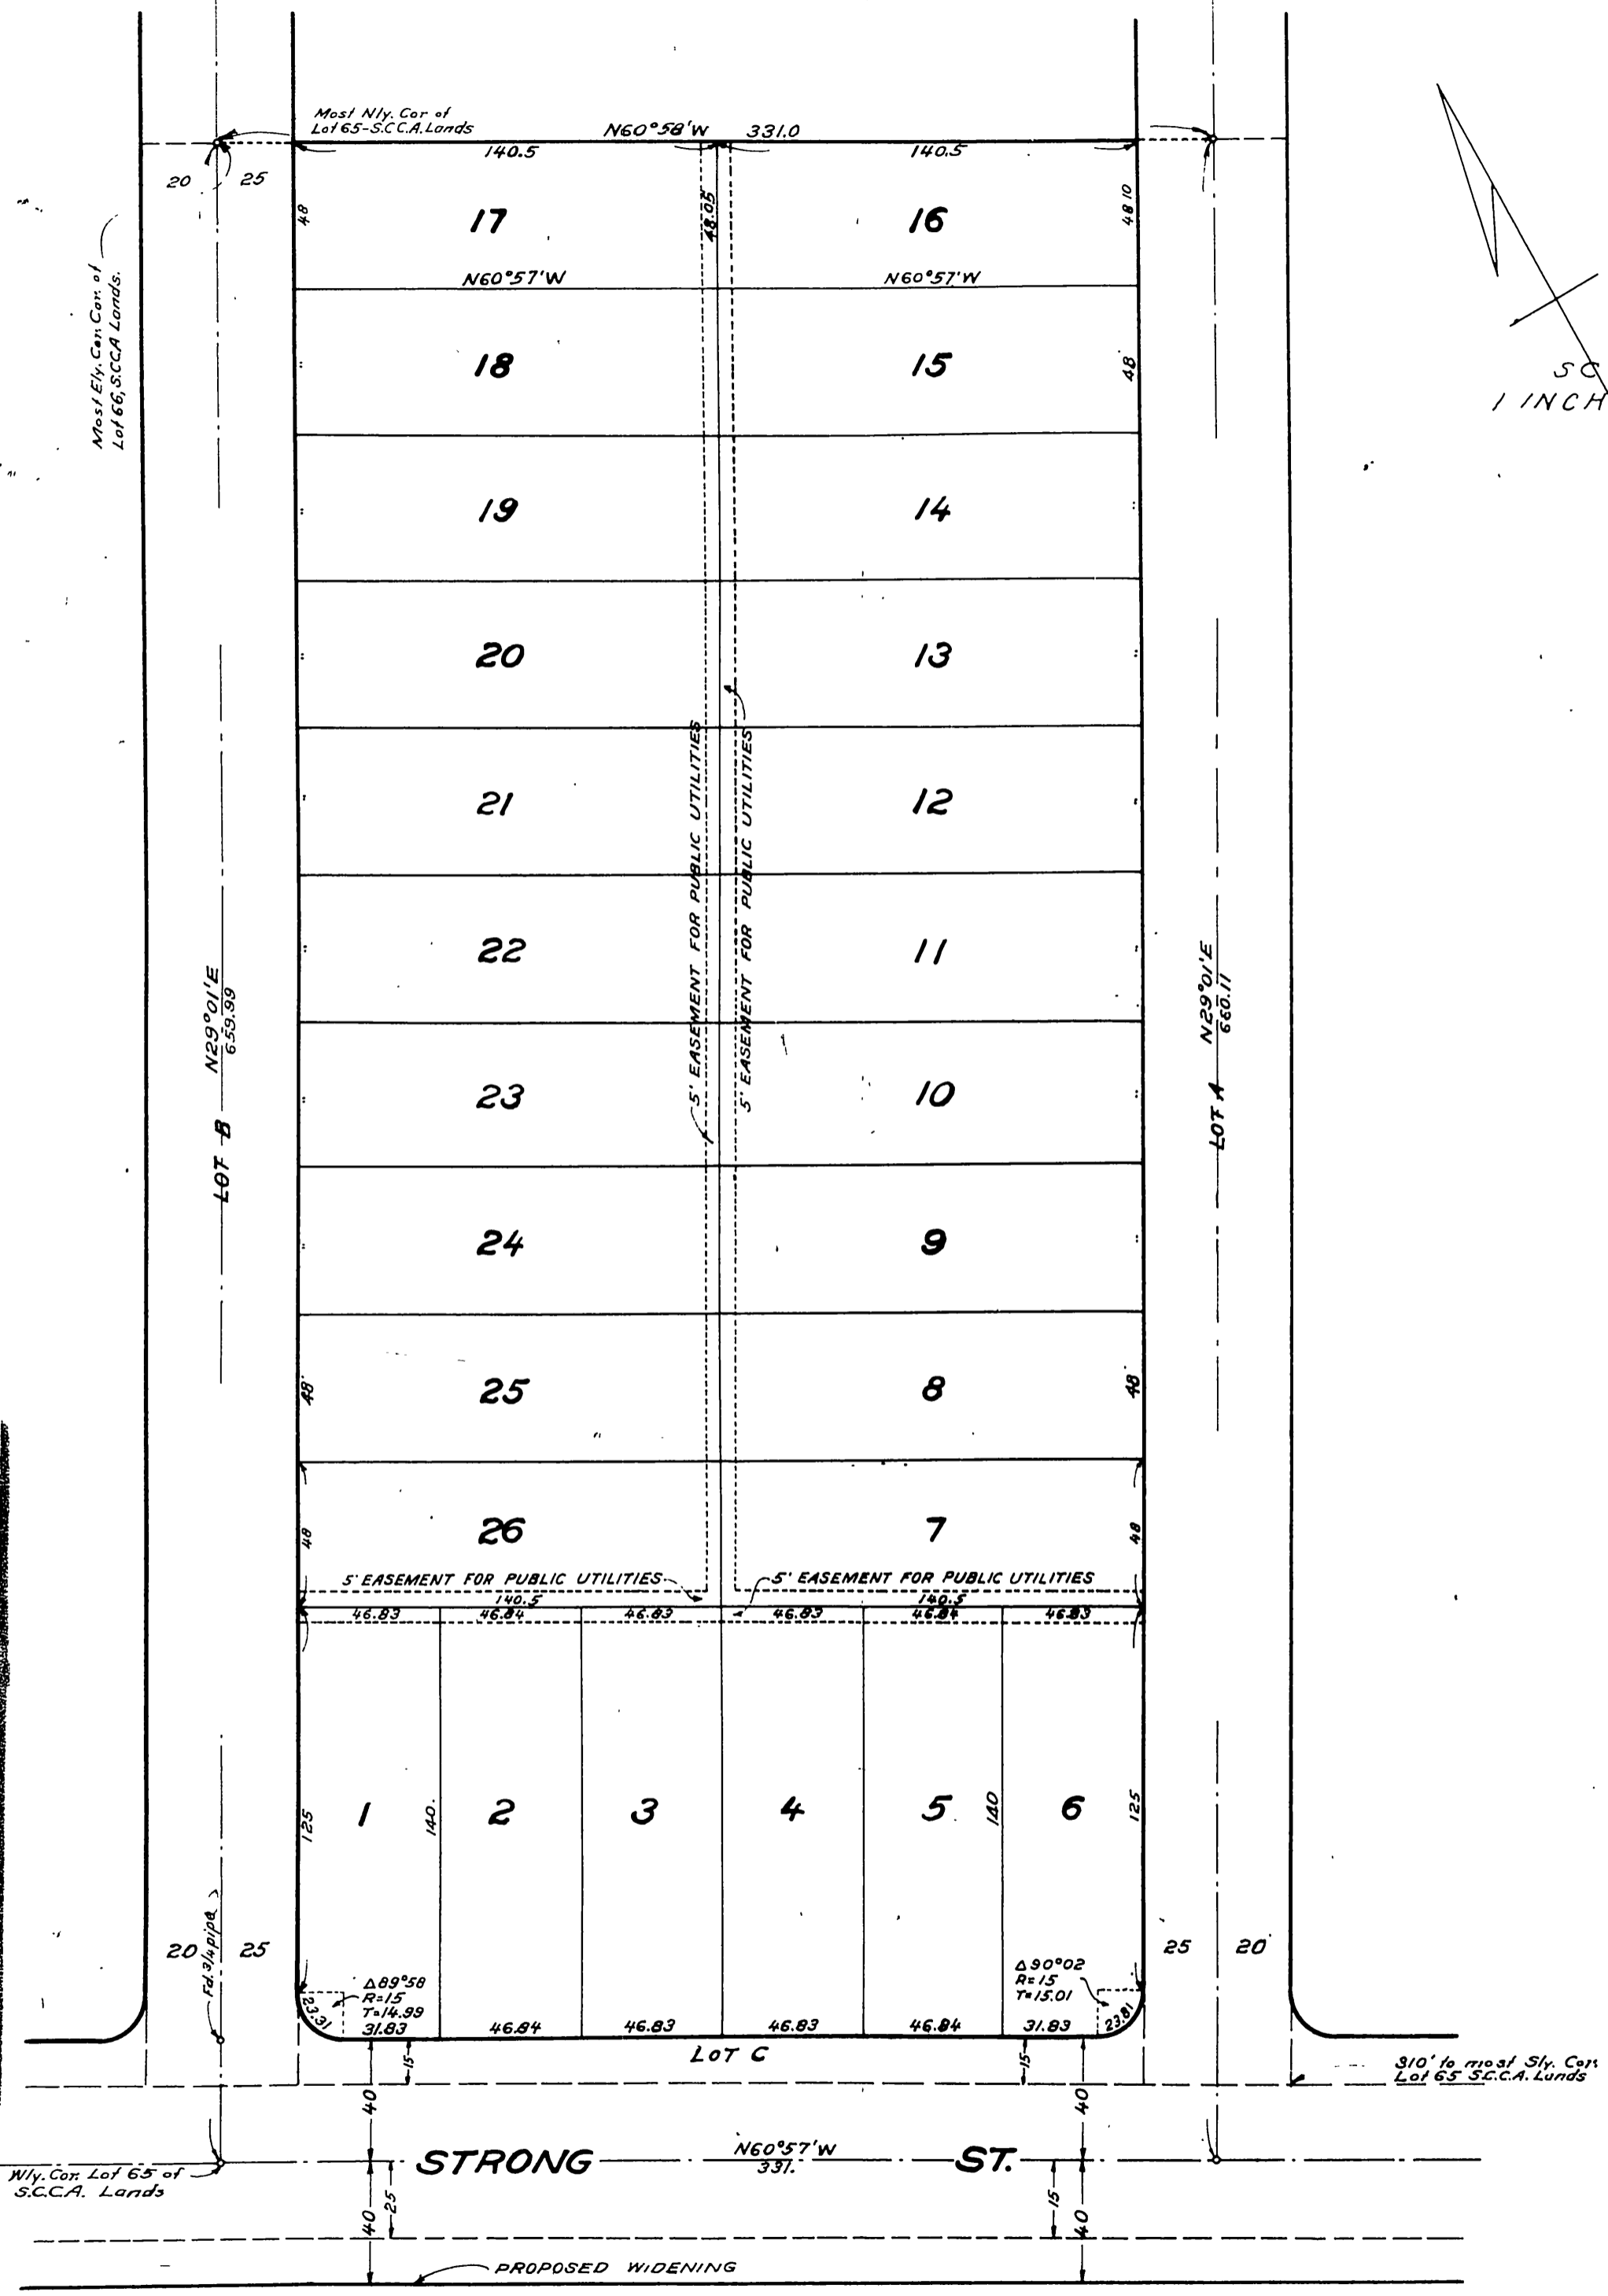 Most Nly. Cor of
Lot 65-S.C.C.A. Lands
N60°58'W 331.0
140.5 140.5
20 25
48
17
48.05
16
48 10
N60°57'W N60°57'W
Most Ely. Cor. Cor. of
Lot 66, S.C.C.A Lands.
18
15
48
S C
1 INCH
19
14
20
13
21
12
5' EASEMENT FOR PUBLIC UTILITIES
5' EASEMENT FOR PUBLIC UTILITIES
22
11
N29°01'E
659.99
LOT B
N29°01'E
660.11
LOT A
23
10
24
9
48'
25
8
48'
48
26
7
48
5' EASEMENT FOR PUBLIC UTILITIES
5' EASEMENT FOR PUBLIC UTILITIES
140.5 140.5
46.83 46.84 46.83 46.83 46.84 46.83
125
1
140.
2
3
4
5
140
6
125
Fd. 3/4 pipe
20 25
25 20
Δ89°58
R=15
T=14.99
23.31
Δ90°02
R=15
T=15.01
23.81
31.83 46.84 46.83 46.83 46.84 31.83
LOT C
15 15
310' to most Sly. Cor.
Lot 65 S.C.C.A. Lands
40 40
STRONG N60°57'W ST.
331.
Wly. Cor. Lot 65 of
S.C.C.A. Lands
40 25 15 40
PROPOSED WIDENING